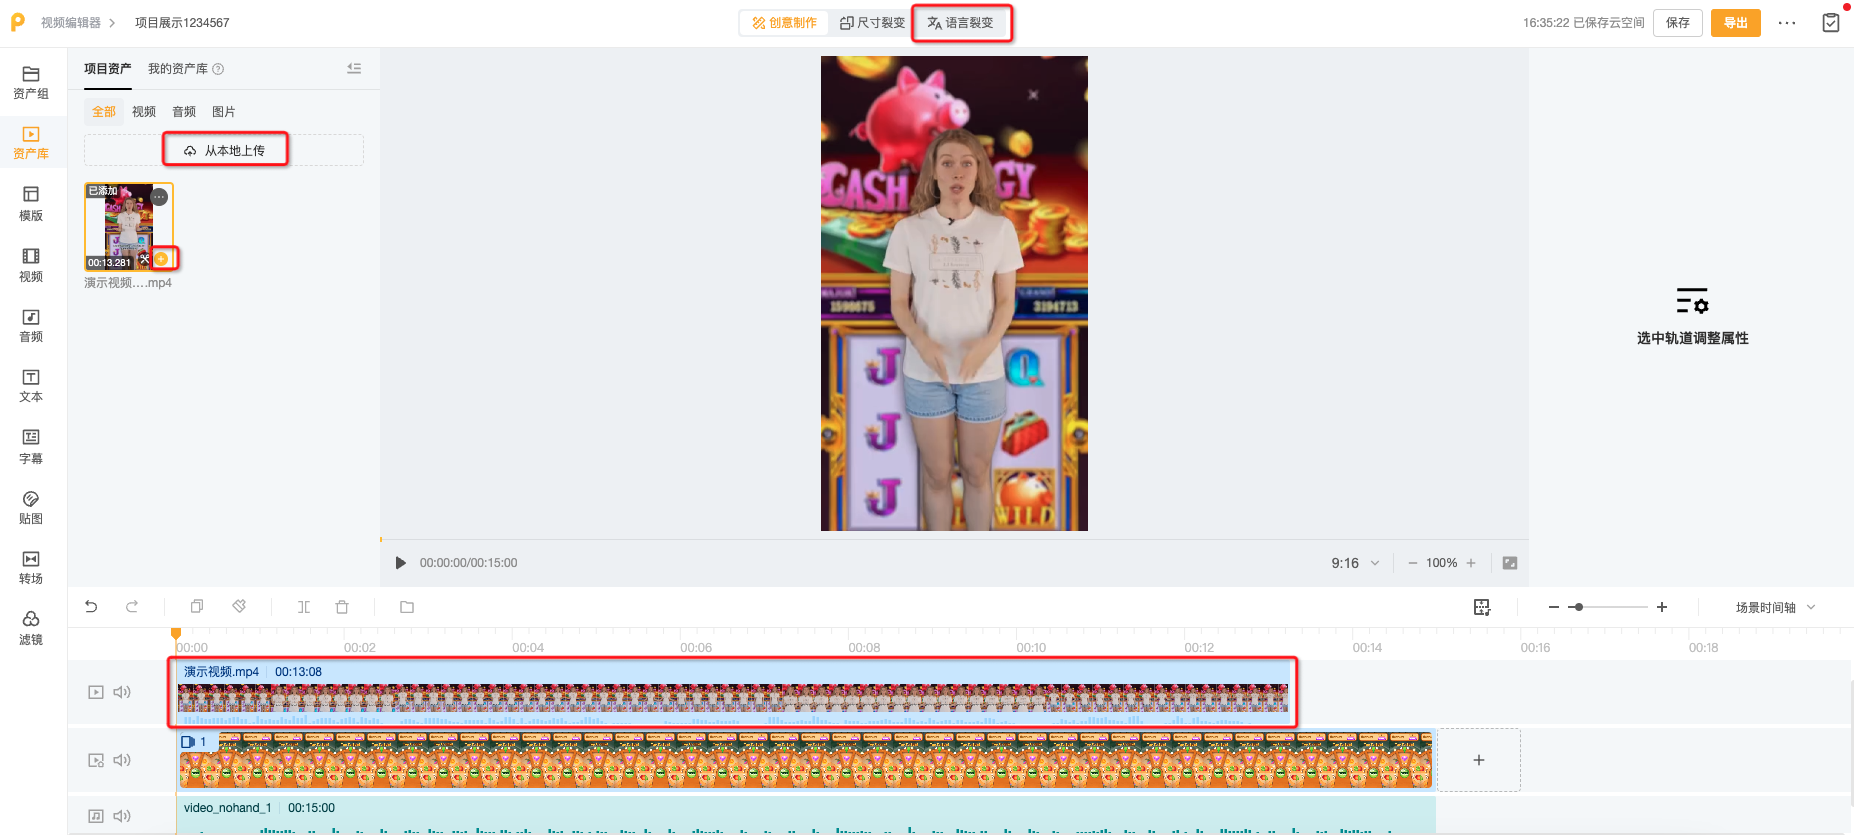 视频编辑器 > 项目展示1234567
创意制作 尺寸裂变 语言裂变
16:35:22 已保存云空间 保存 导出 ···
资产组
资产库
模版
视频
音频
文本
字幕
贴图
转场
滤镜
项目资产 我的资产库 ?
全部 视频 音频 图片
从本地上传
已添加
00:13.281
演示视频....mp4
CASH GY
1598675 3194713
J Q
J
J WILD
选中轨道调整属性
00:00:00/00:15:00
9:16 − 100% +
场景时间轴
00:00 00:02 00:04 00:06 00:08 00:10 00:12 00:14 00:16 00:18
演示视频.mp4 00:13:08
1
+
video_nohand_1 00:15:00